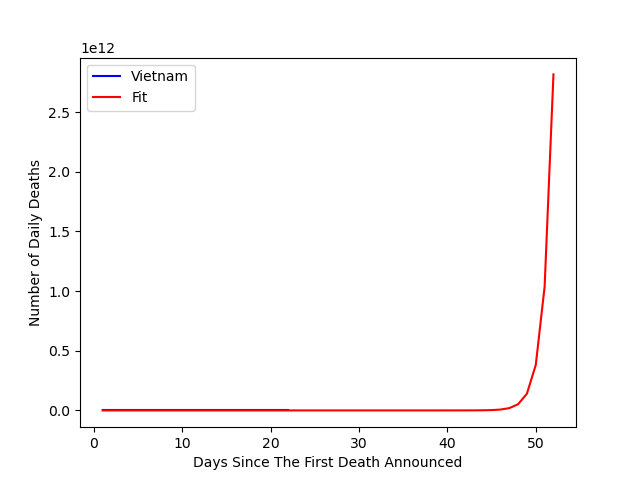 1e12
Vietnam
Fit
Number of Daily Deaths
2.5
2.0
1.5
1.0
0.5
0.0
0 10 20 30 40 50
Days Since The First Death Announced